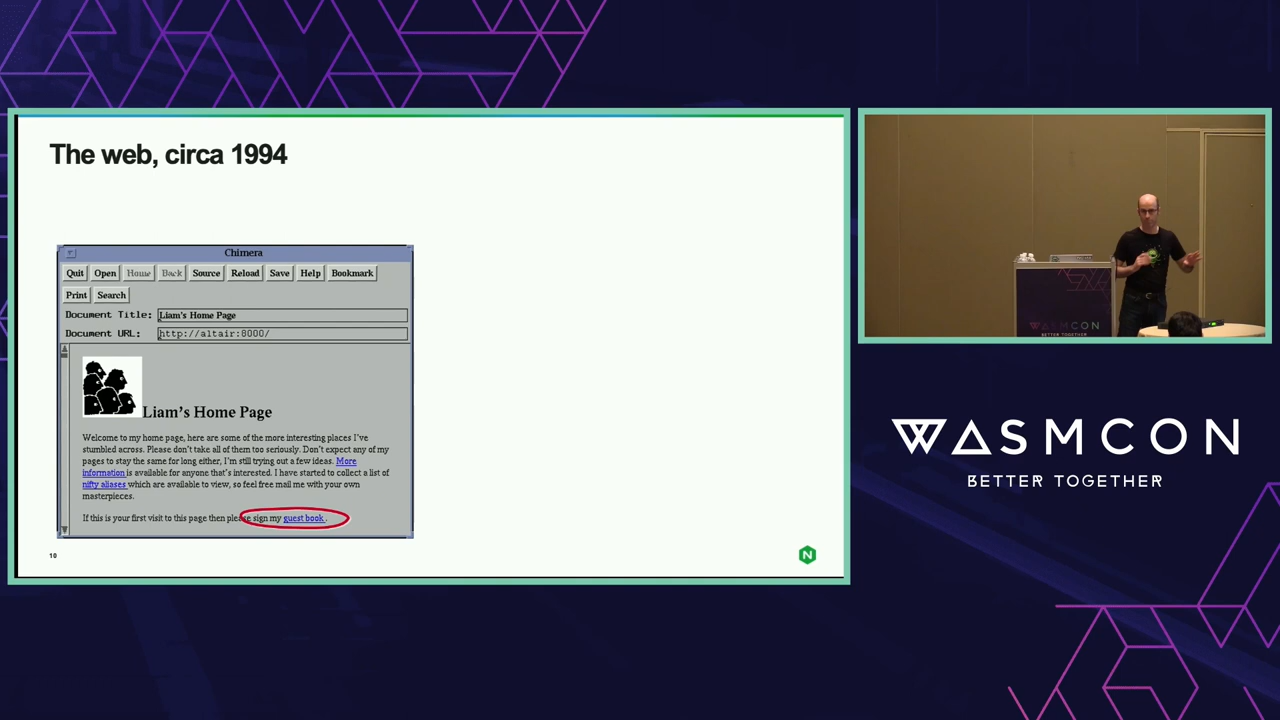 The web, circa 1994
Chimera
Quit Open Home Back Source Reload Save Help Bookmark
Print Search
Document Title: Liam's Home Page
Document URL: http://altair:8000/
Liam's Home Page
Welcome to my home page, here are some of the more interesting places I've
stumbled across. Please don't take all of them too seriously. Don't expect any of my
pages to stay the same for long either, I'm still trying out a few ideas. More
information is available for anyone that's interested. I have started to collect a list of
nifty aliases which are available to view, so feel free mail me with your own
masterpieces.
If this is your first visit to this page then please sign my guest book .
10
N
WASMCON
BETTER TOGETHER
WASMCON
BETTER TOGETHER